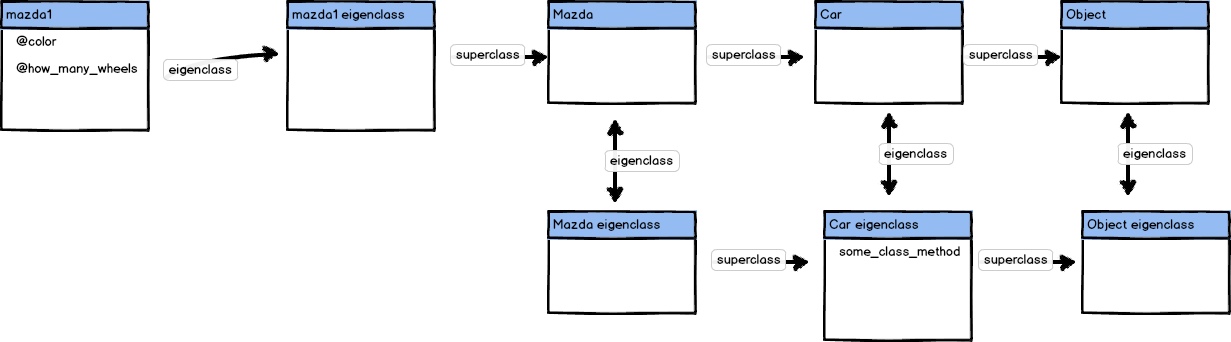 mazda1
@color
@how_many_wheels
eigenclass
mazda1 eigenclass
superclass
Mazda
superclass
Car
superclass
Object
eigenclass
eigenclass
eigenclass
Mazda eigenclass
superclass
Car eigenclass
some_class_method
superclass
Object eigenclass